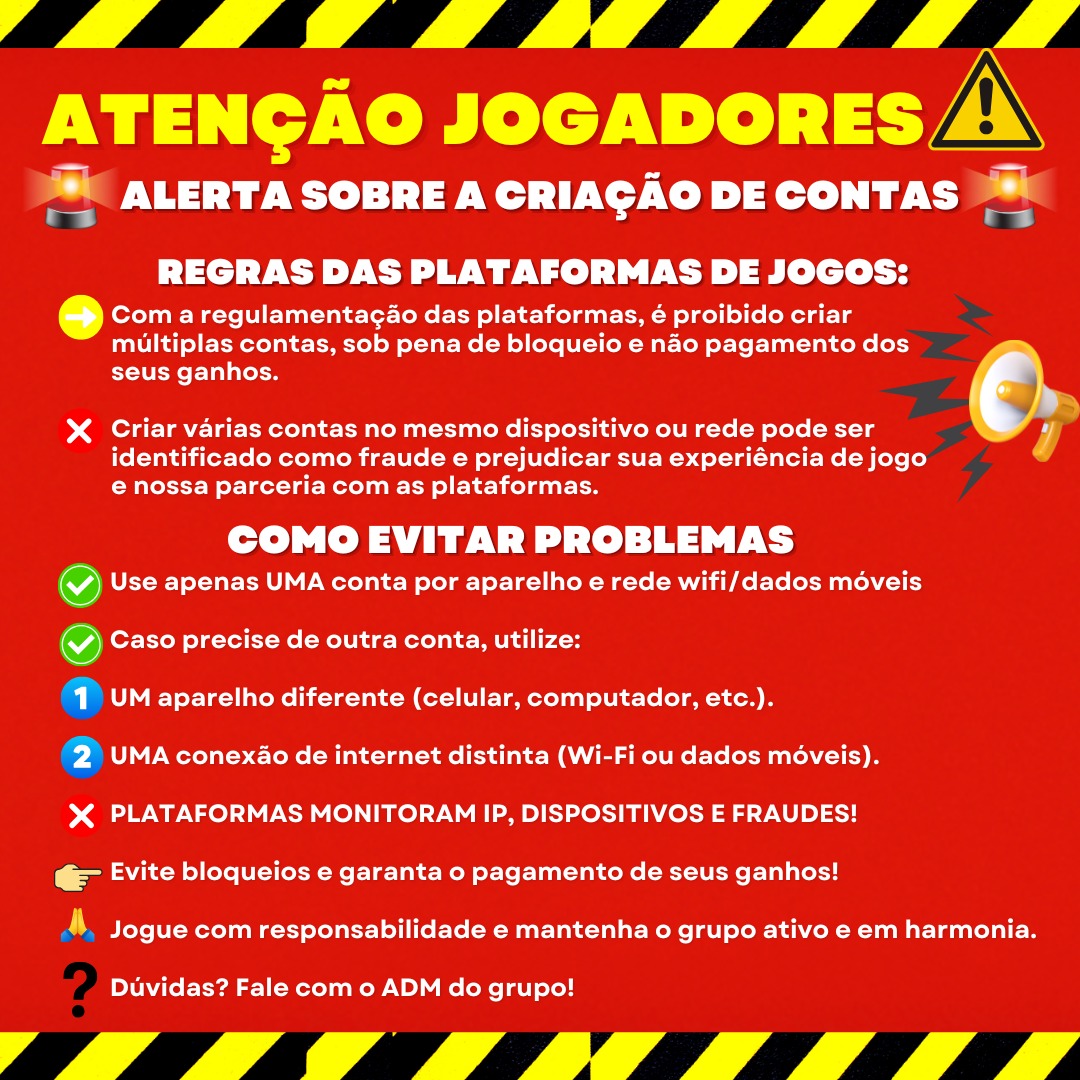 ATENÇÃO JOGADORES
ALERTA SOBRE A CRIAÇÃO DE CONTAS
REGRAS DAS PLATAFORMAS DE JOGOS:
Com a regulamentação das plataformas, é proibido criar
múltiplas contas, sob pena de bloqueio e não pagamento dos
seus ganhos.
Criar várias contas no mesmo dispositivo ou rede pode ser
identificado como fraude e prejudicar sua experiência de jogo
e nossa parceria com as plataformas.
COMO EVITAR PROBLEMAS
Use apenas UMA conta por aparelho e rede wifi/dados móveis
Caso precise de outra conta, utilize:
1 UM aparelho diferente (celular, computador, etc.).
2 UMA conexão de internet distinta (Wi-Fi ou dados móveis).
PLATAFORMAS MONITORAM IP, DISPOSITIVOS E FRAUDES!
Evite bloqueios e garanta o pagamento de seus ganhos!
Jogue com responsabilidade e mantenha o grupo ativo e em harmonia.
? Dúvidas? Fale com o ADM do grupo!